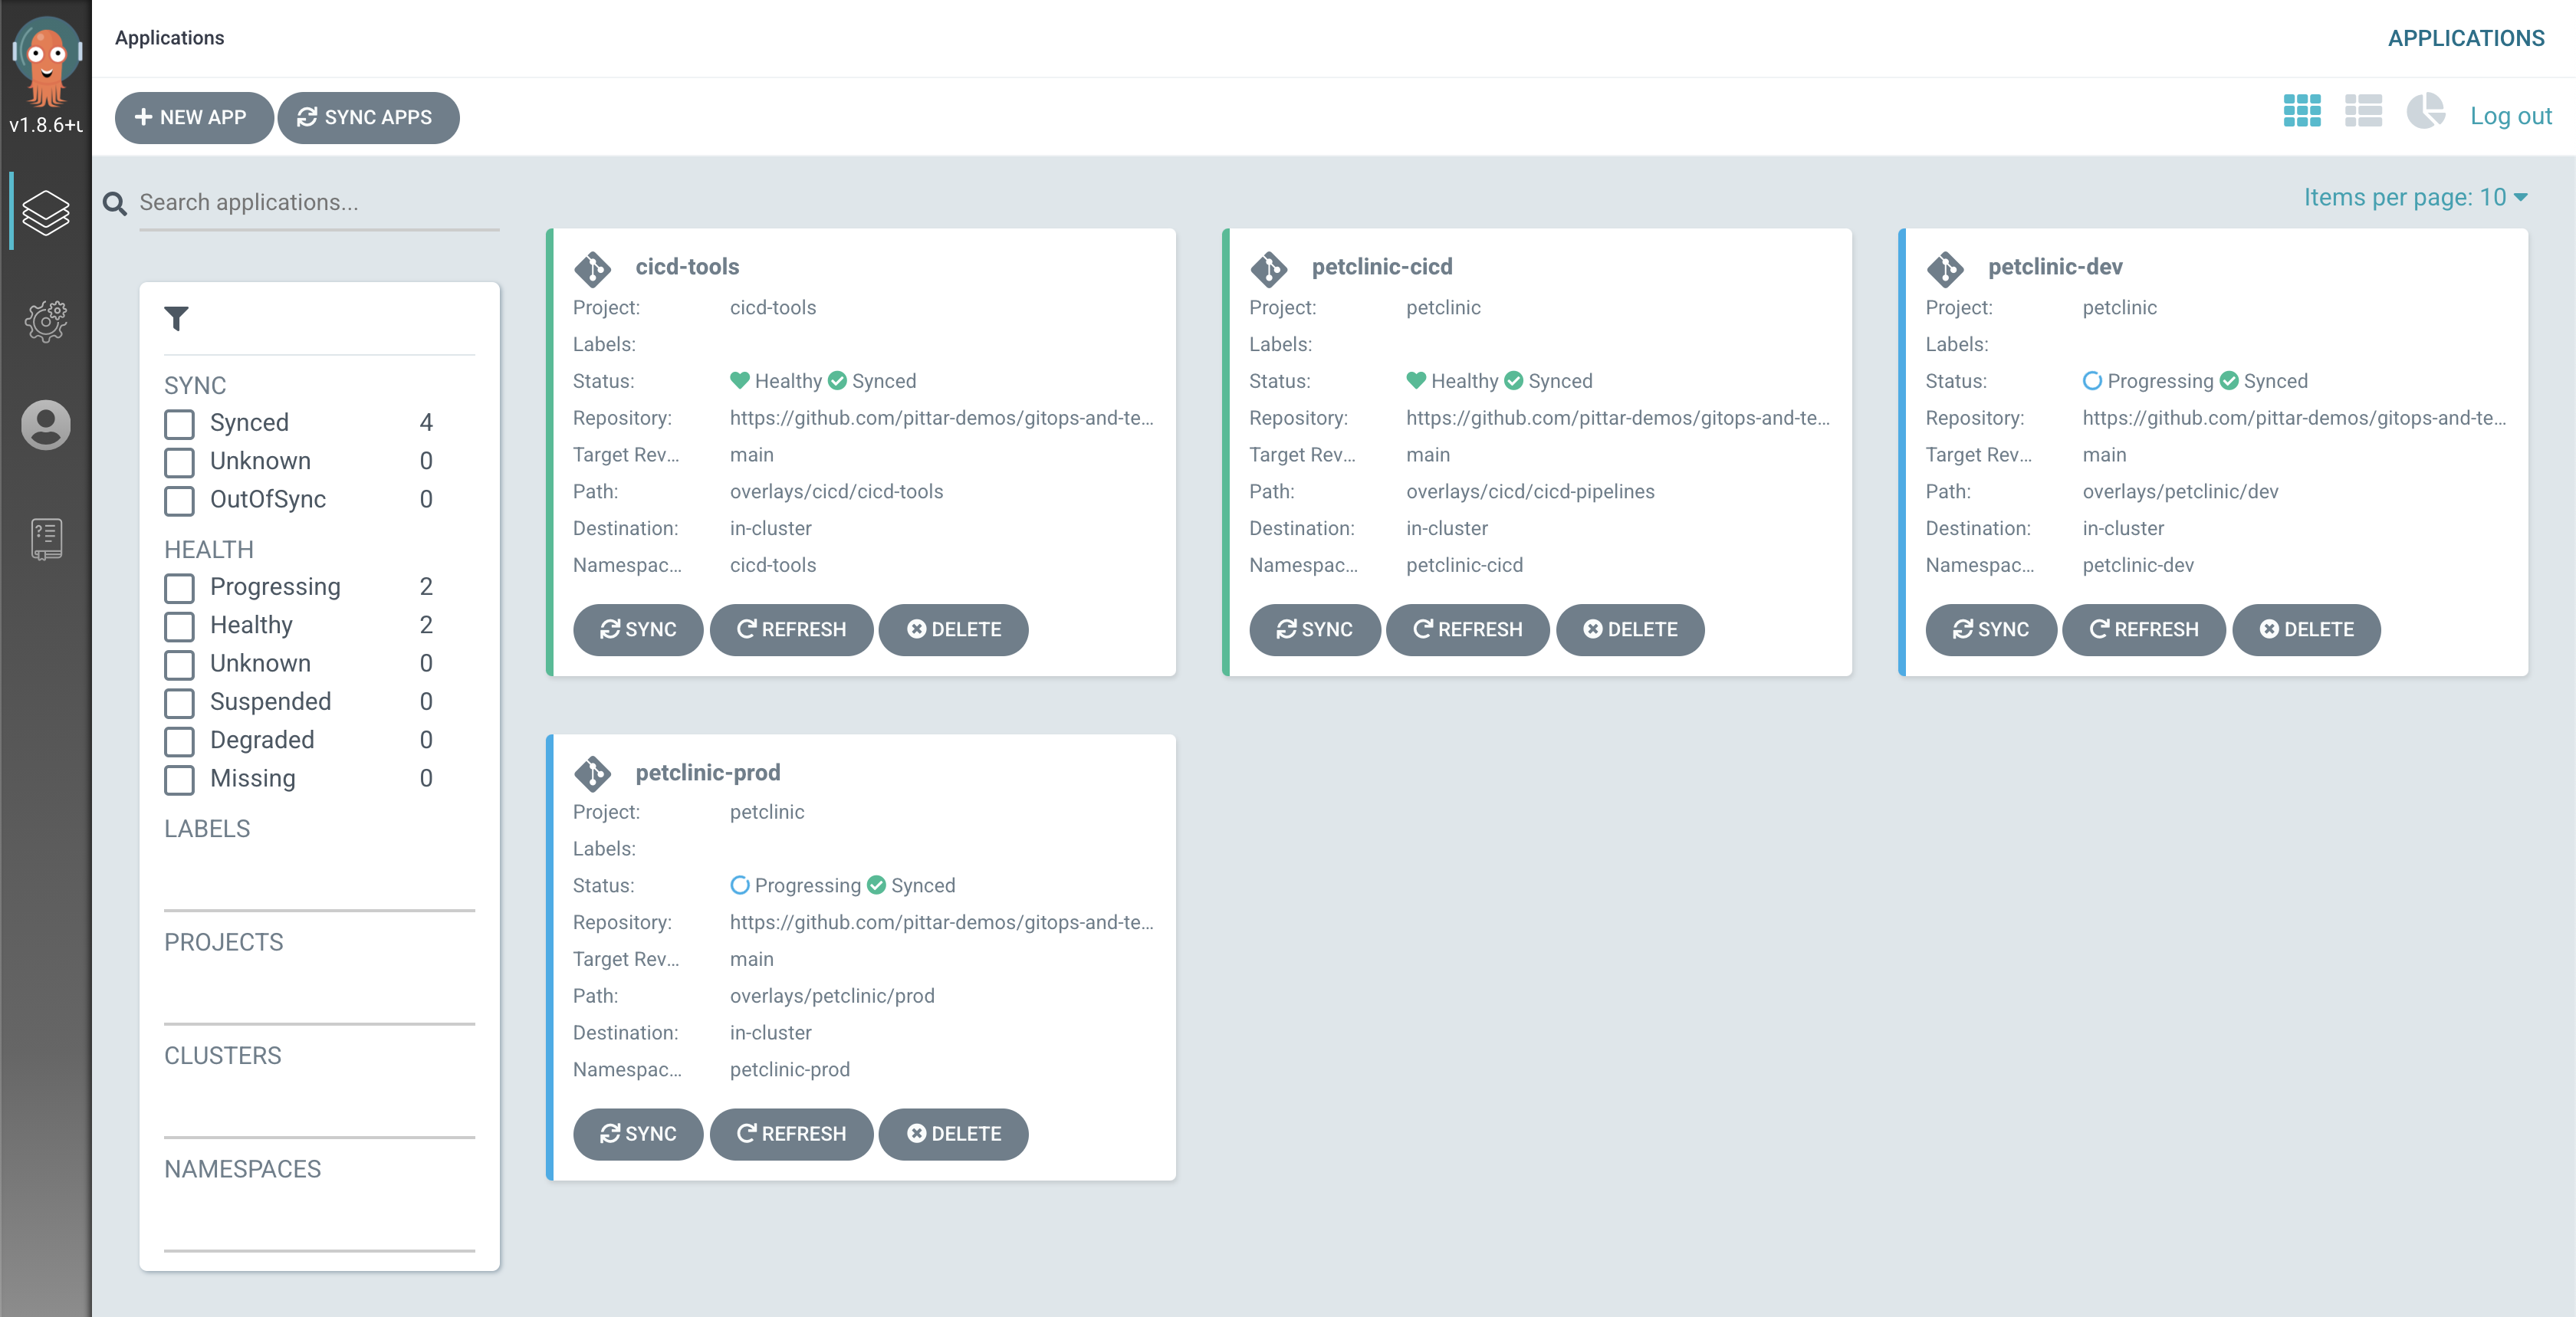 Applications
APPLICATIONS
v1.8.6+u
NEW APP
SYNC APPS
Log out
Search applications...
Items per page: 10
SYNC
Synced 4
Unknown 0
OutOfSync 0
HEALTH
Progressing 2
Healthy 2
Unknown 0
Suspended 0
Degraded 0
Missing 0
LABELS
PROJECTS
CLUSTERS
NAMESPACES
cicd-tools
Project: cicd-tools
Labels:
Status: Healthy Synced
Repository: https://github.com/pittar-demos/gitops-and-te...
Target Rev... main
Path: overlays/cicd/cicd-tools
Destination: in-cluster
Namespac... cicd-tools
SYNC REFRESH DELETE
petclinic-cicd
Project: petclinic
Labels:
Status: Healthy Synced
Repository: https://github.com/pittar-demos/gitops-and-te...
Target Rev... main
Path: overlays/cicd/cicd-pipelines
Destination: in-cluster
Namespac... petclinic-cicd
SYNC REFRESH DELETE
petclinic-dev
Project: petclinic
Labels:
Status: Progressing Synced
Repository: https://github.com/pittar-demos/gitops-and-te...
Target Rev... main
Path: overlays/petclinic/dev
Destination: in-cluster
Namespac... petclinic-dev
SYNC REFRESH DELETE
petclinic-prod
Project: petclinic
Labels:
Status: Progressing Synced
Repository: https://github.com/pittar-demos/gitops-and-te...
Target Rev... main
Path: overlays/petclinic/prod
Destination: in-cluster
Namespac... petclinic-prod
SYNC REFRESH DELETE